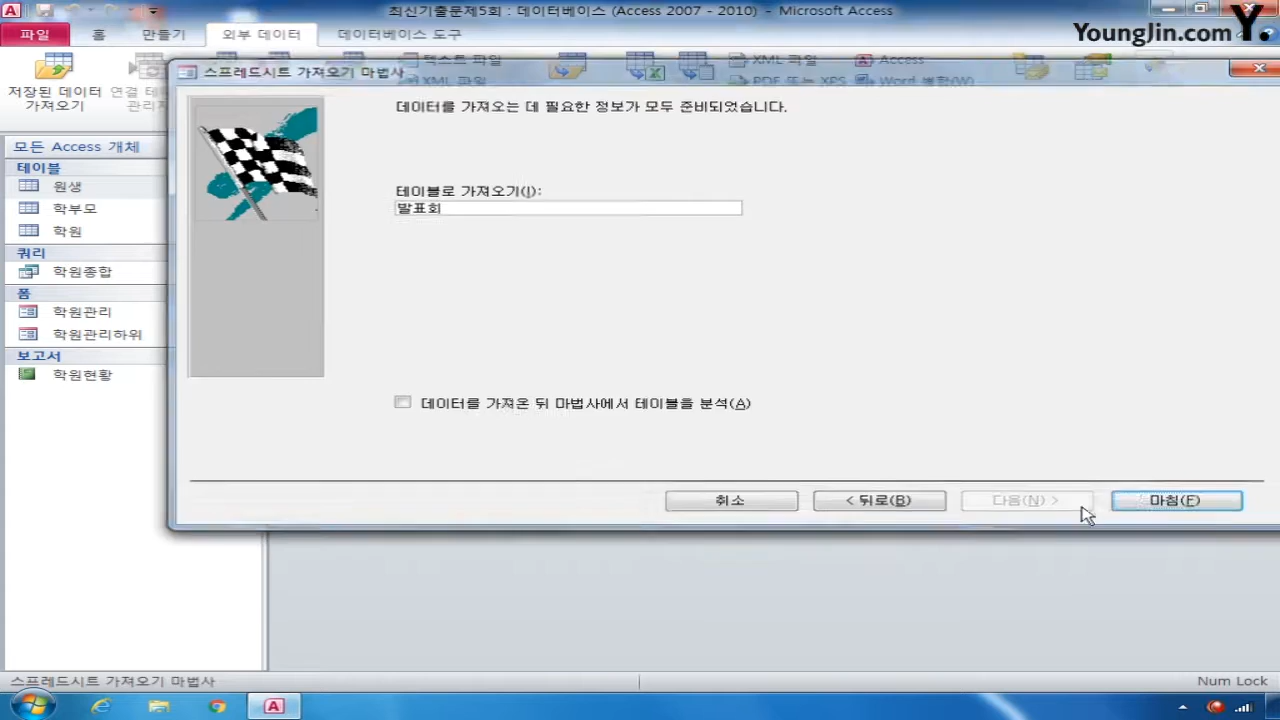 최신기출문제5회 : 데이터베이스 (Access 2007 - 2010) - Microsoft Access
파일
홈
만들기
외부 데이터
데이터베이스 도구
YoungJin.com Y.
저장된 데이터
가져오기
연결
관리
텍스트 파일
XML 파일
XML 파일
PDF 또는 XPS
Access
Word 병합(W)
스프레드시트 가져오기 마법사
모든 Access 개체
테이블
원생
학부모
학원
쿼리
학원종합
폼
학원관리
학원관리하위
보고서
학원현황
데이터를 가져오는 데 필요한 정보가 모두 준비되었습니다.
테이블로 가져오기(I):
발표회
데이터를 가져온 뒤 마법사에서 테이블을 분석(A)
취소
< 뒤로(B)
다음(N) >
마침(F)
스프레드시트 가져오기 마법사
Num Lock